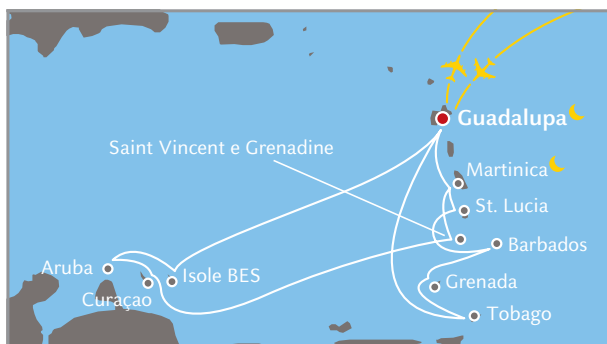 Guadalupa
Saint Vincent e Grenadine
Martinica
St. Lucia
Barbados
Aruba
Isole BES
Curaçao
Grenada
Tobago